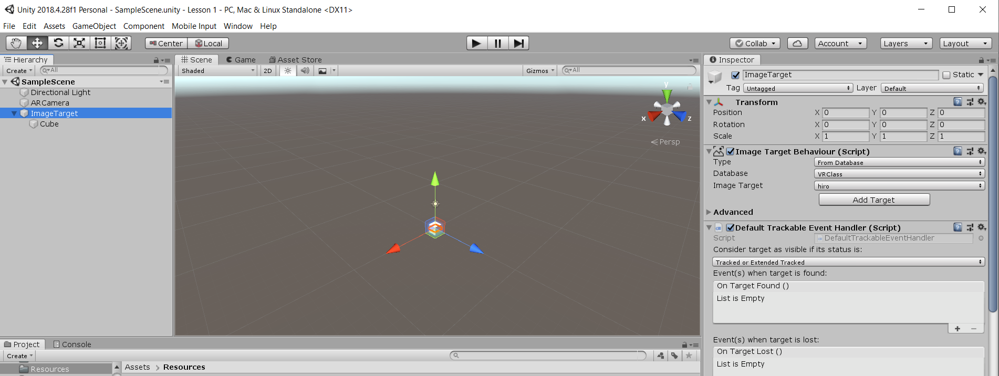 Unity 2018.4.28f1 Personal - SampleScene.unity - Lesson 1 - PC, Mac & Linux Standalone <DX11>
File Edit Assets GameObject Component Mobile Input Window Help
Center Local Collab Account Layers Layout
Hierarchy
Create All
SampleScene
Directional Light
ARCamera
ImageTarget
Cube
Scene Game Asset Store
Shaded 2D Gizmos All
y
x z
Persp
Inspector
ImageTarget Static
Tag Untagged Layer Default
Transform
Position X 0 Y 0 Z 0
Rotation X 0 Y 0 Z 0
Scale X 1 Y 1 Z 1
Image Target Behaviour (Script)
Type From Database
Database VRClass
Image Target hiro
Add Target
Advanced
Default Trackable Event Handler (Script)
Script DefaultTrackableEventHandler
Consider target as visible if its status is:
Tracked or Extended Tracked
Event(s) when target is found:
On Target Found ()
List is Empty
Event(s) when target is lost:
On Target Lost ()
List is Empty
Project Console
Create
Resources
Assets > Resources